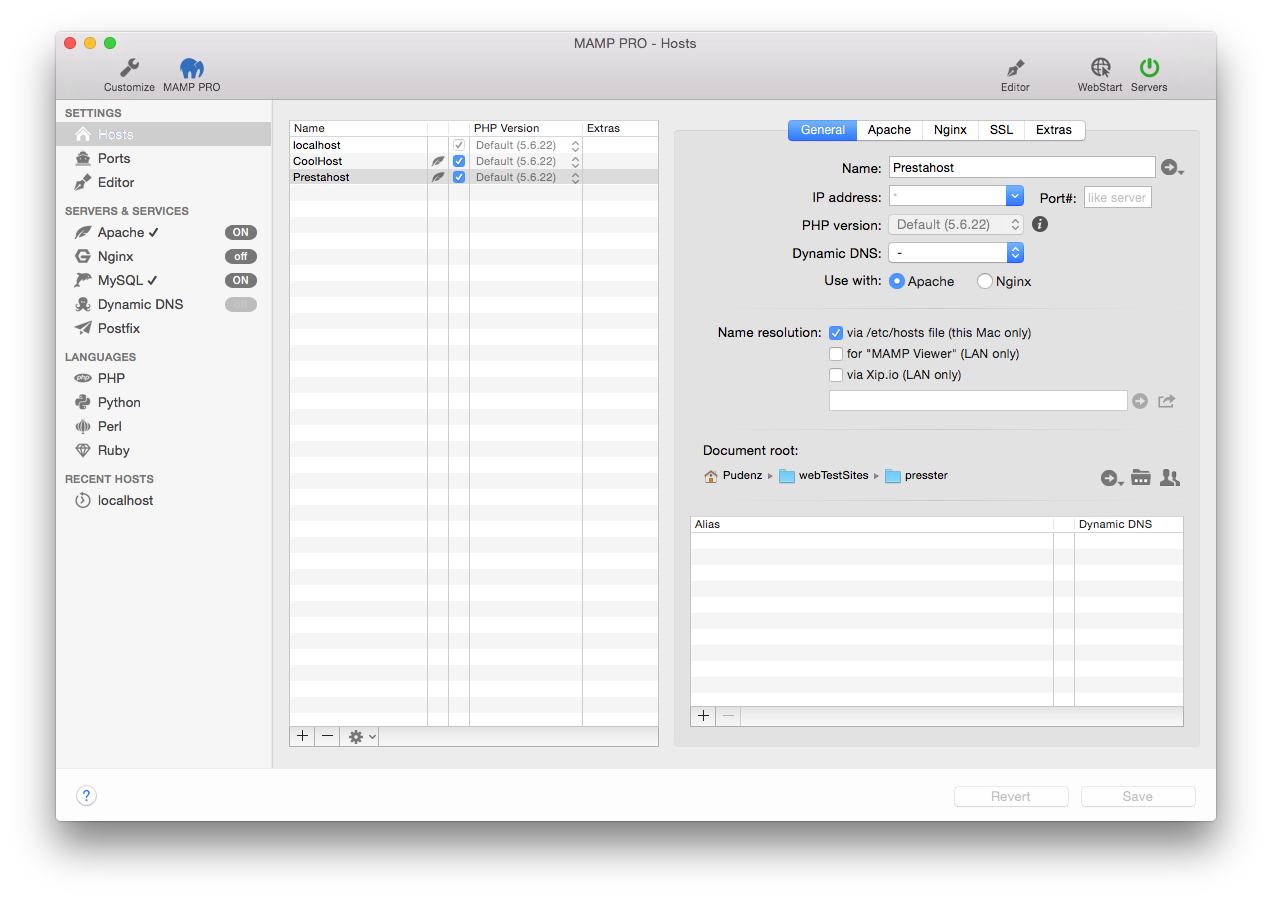 MAMP PRO - Hosts
Customize MAMP PRO Editor WebStart Servers
SETTINGS
Hosts
Ports
Editor
SERVERS & SERVICES
Apache ✓ ON
Nginx off
MySQL ✓ ON
Dynamic DNS off
Postfix
LANGUAGES
PHP
Python
Perl
Ruby
RECENT HOSTS
localhost
Name PHP Version Extras
localhost Default (5.6.22)
CoolHost Default (5.6.22)
Prestahost Default (5.6.22)
General Apache Nginx SSL Extras
Name: Prestahost
IP address: * Port#: like server
PHP version: Default (5.6.22)
Dynamic DNS: -
Use with: Apache Nginx
Name resolution: via /etc/hosts file (this Mac only)
for "MAMP Viewer" (LAN only)
via Xip.io (LAN only)
Document root:
Pudenz ▸ webTestSites ▸ presster
Alias Dynamic DNS
+ −
+ −
? Revert Save
php